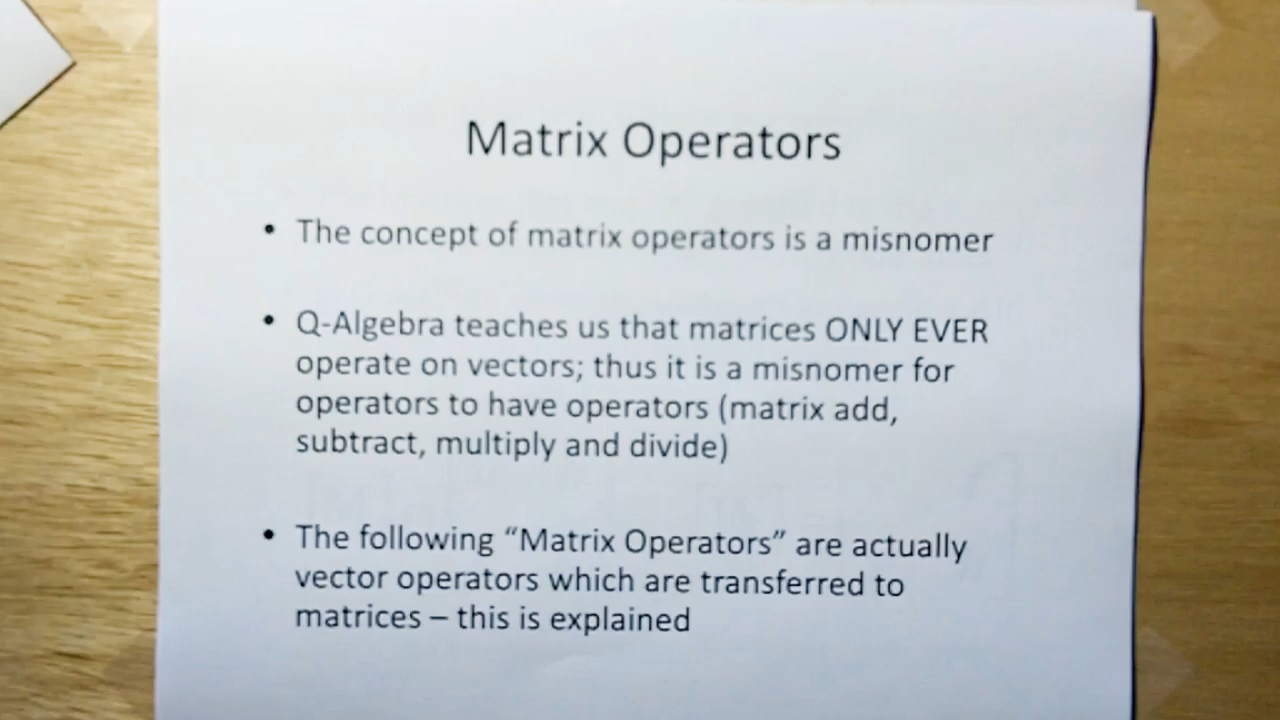 Matrix Operators
• The concept of matrix operators is a misnomer
• Q-Algebra teaches us that matrices ONLY EVER
operate on vectors; thus it is a misnomer for
operators to have operators (matrix add,
subtract, multiply and divide)
• The following “Matrix Operators” are actually
vector operators which are transferred to
matrices – this is explained